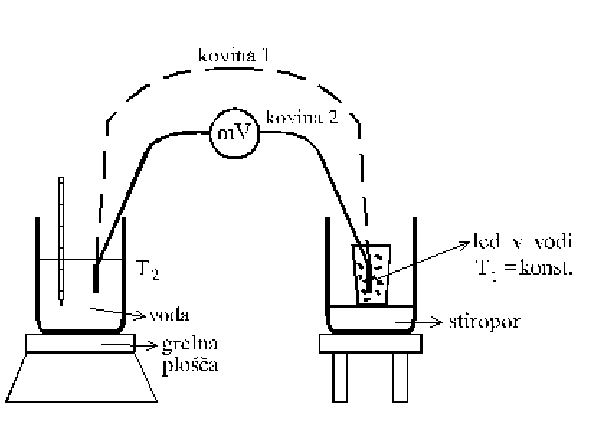 kovina 1
mV
kovina 2
T₂
voda
grelna
plošča
led v vodi
T₁ =konst.
stiropor